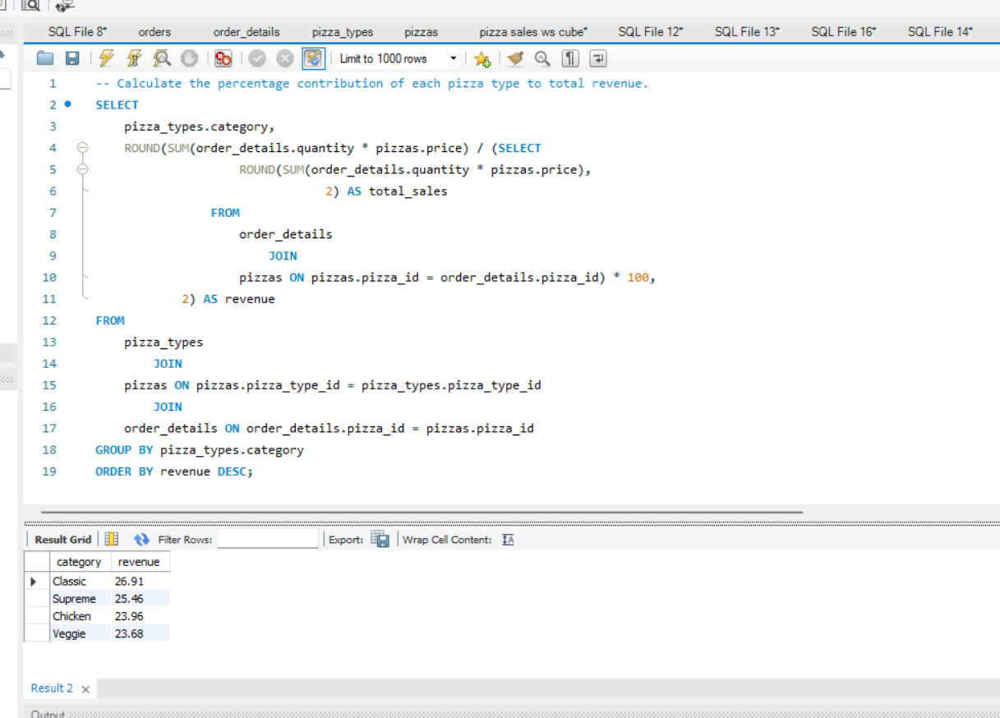 SQL File 8* orders order_details pizza_types pizzas pizza sales ws cube* SQL File 12* SQL File 13* SQL File 16* SQL File 14*
Limit to 1000 rows
1 -- Calculate the percentage contribution of each pizza type to total revenue.
2 SELECT
3 pizza_types.category,
4 ROUND(SUM(order_details.quantity * pizzas.price) / (SELECT
5 ROUND(SUM(order_details.quantity * pizzas.price),
6 2) AS total_sales
7 FROM
8 order_details
9 JOIN
10 pizzas ON pizzas.pizza_id = order_details.pizza_id) * 100,
11 2) AS revenue
12 FROM
13 pizza_types
14 JOIN
15 pizzas ON pizzas.pizza_type_id = pizza_types.pizza_type_id
16 JOIN
17 order_details ON order_details.pizza_id = pizzas.pizza_id
18 GROUP BY pizza_types.category
19 ORDER BY revenue DESC;
Result Grid Filter Rows: Export: Wrap Cell Content:
category revenue
Classic 26.91
Supreme 25.46
Chicken 23.96
Veggie 23.68
Result 2
Output